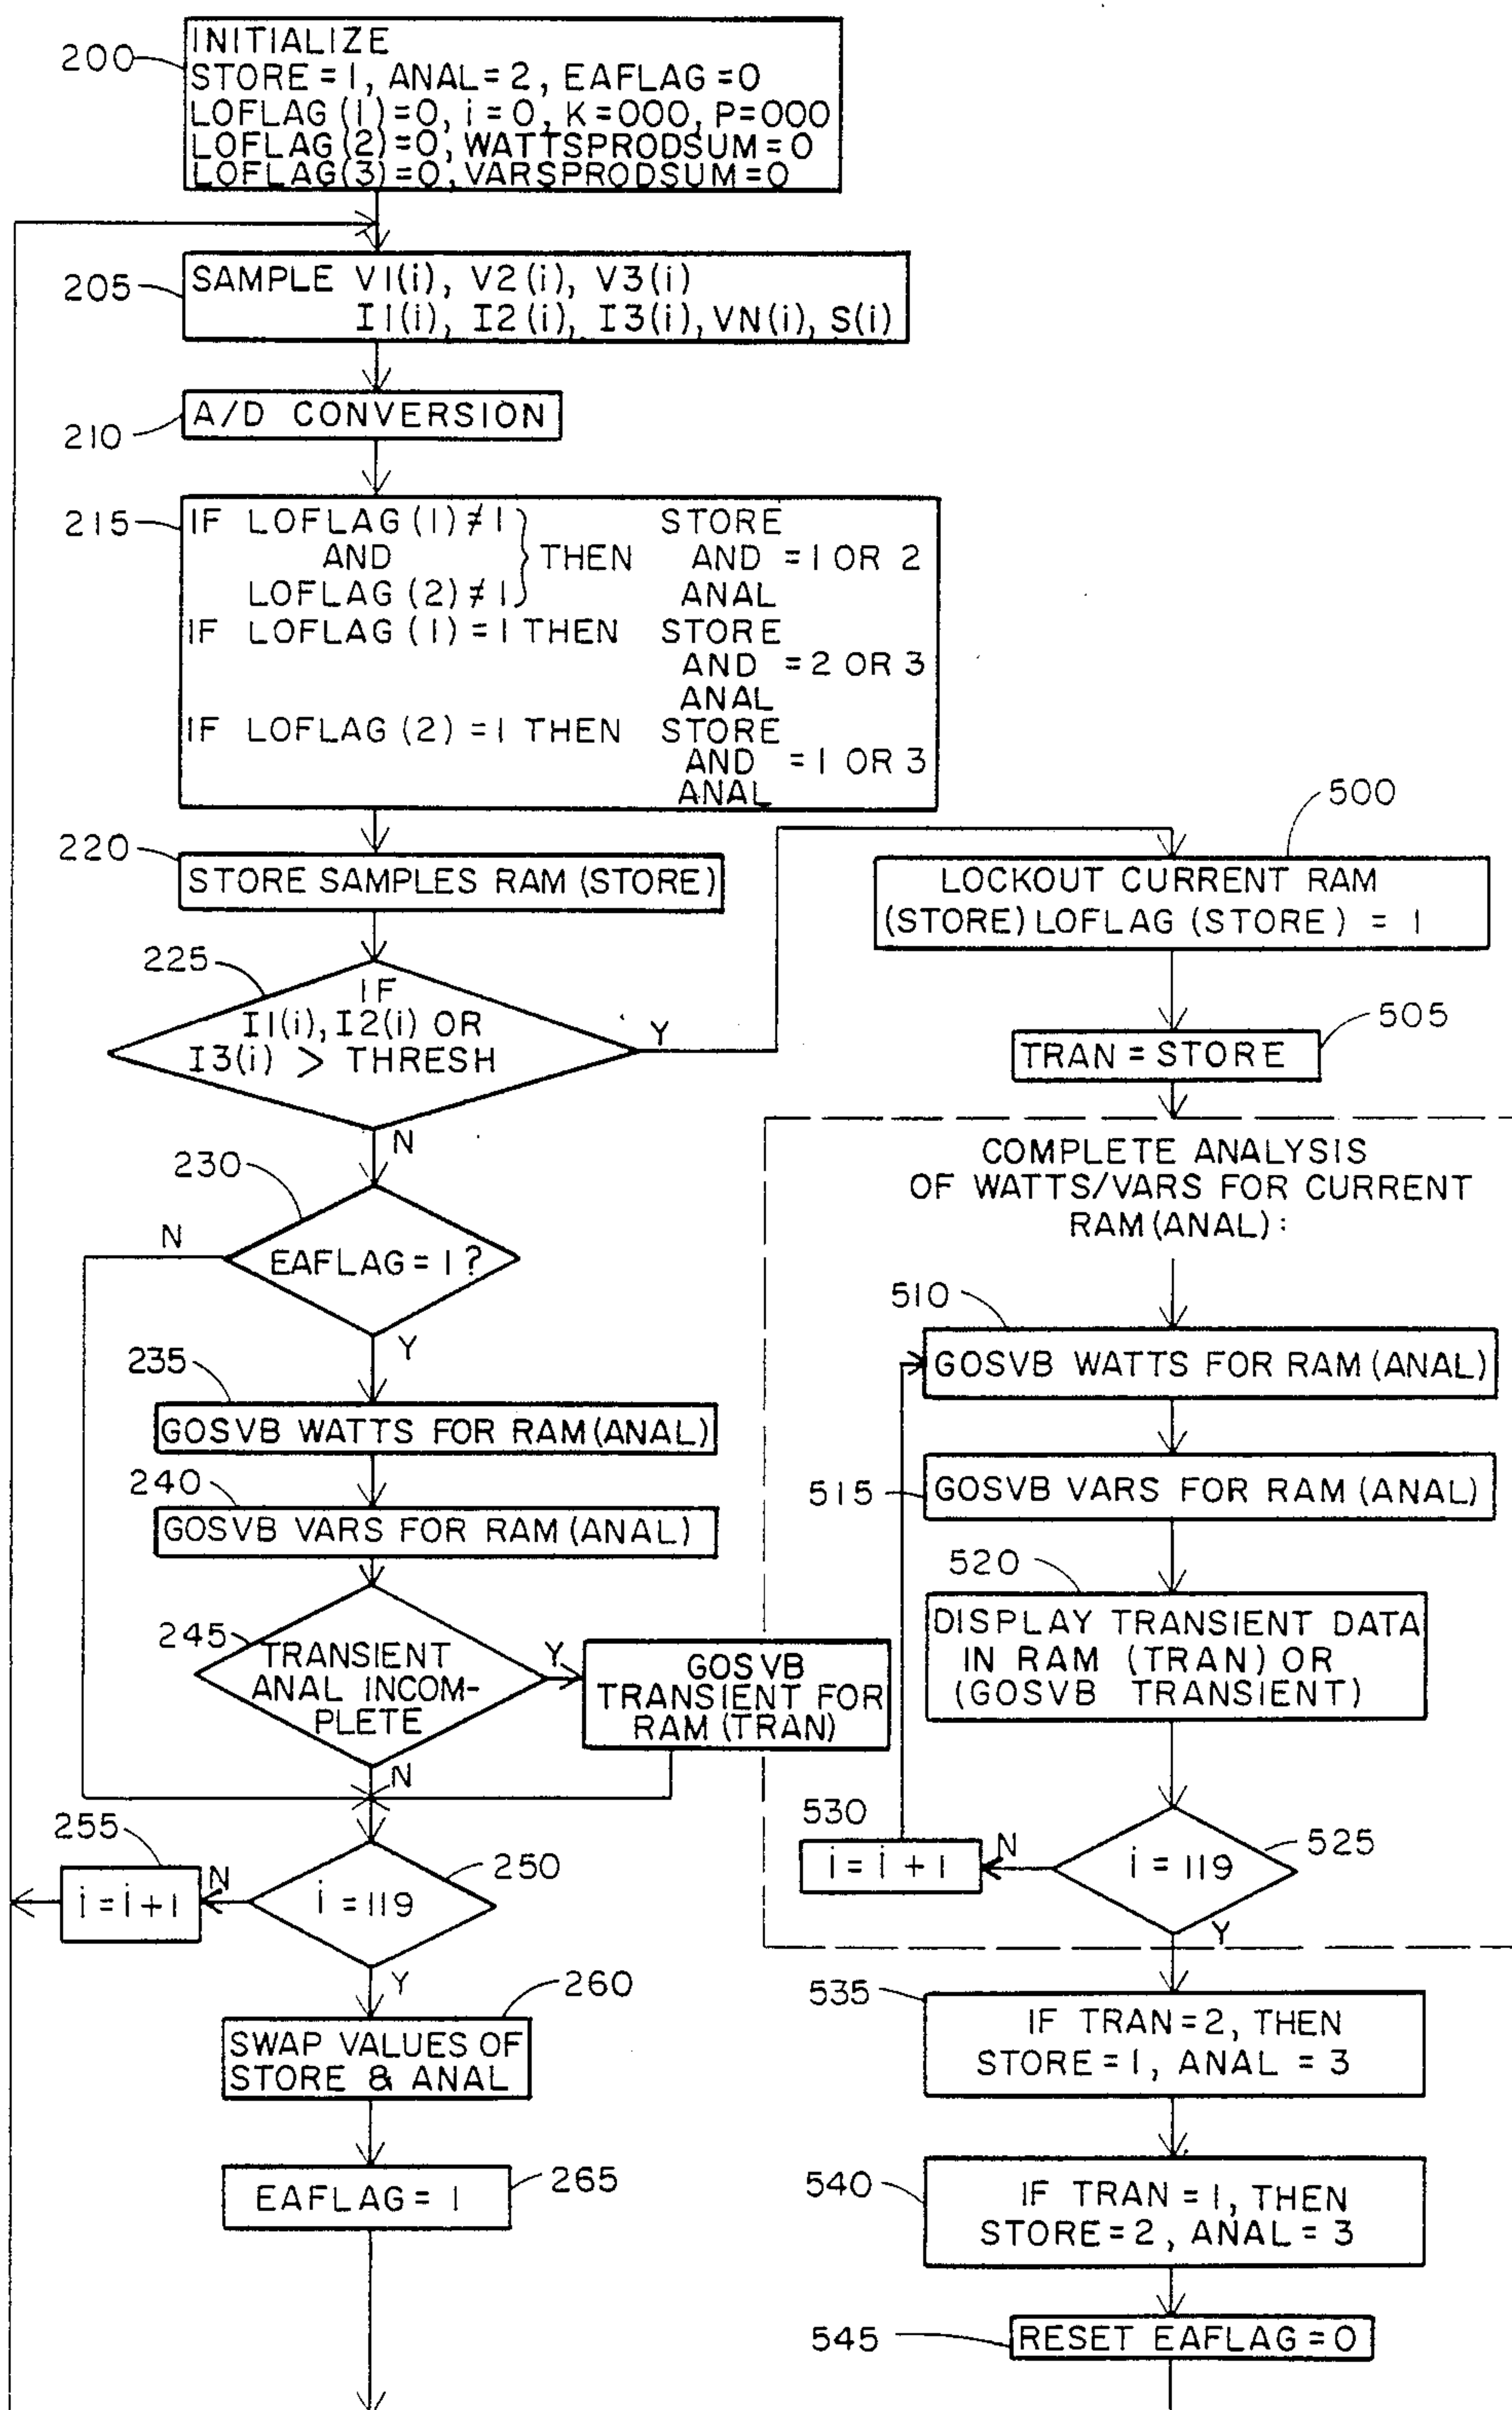 200
INITIALIZE
STORE=1, ANAL=2, EAFLAG=0
LOFLAG(1)=0, i=0, K=000, P=000
LOFLAG(2)=0, WATTSPRODSUM=0
LOFLAG(3)=0, VARSPRODSUM=0
205
SAMPLE V1(i), V2(i), V3(i)
I1(i), I2(i), I3(i), VN(i), S(i)
210
A/D CONVERSION
215
IF LOFLAG(1)≠1 } THEN STORE
AND AND =1 OR 2
LOFLAG(2)≠1 ANAL
IF LOFLAG(1)=1 THEN STORE
AND =2 OR 3
ANAL
IF LOFLAG(2)=1 THEN STORE
AND =1 OR 3
ANAL
220
STORE SAMPLES RAM (STORE)
225
IF
I1(i), I2(i) OR
I3(i) > THRESH
Y
N
230
EAFLAG=1?
N
Y
235
GOSVB WATTS FOR RAM(ANAL)
240
GOSVB VARS FOR RAM(ANAL)
245
TRANSIENT
ANAL INCOM-
PLETE
Y
GOSVB
TRANSIENT FOR
RAM(TRAN)
N
255
i=i+1
N
250
i=119
Y
260
SWAP VALUES OF
STORE & ANAL
265
EAFLAG=1
500
LOCKOUT CURRENT RAM
(STORE)LOFLAG(STORE) = 1
505
TRAN=STORE
COMPLETE ANALYSIS
OF WATTS/VARS FOR CURRENT
RAM(ANAL):
510
GOSVB WATTS FOR RAM(ANAL)
515
GOSVB VARS FOR RAM(ANAL)
520
DISPLAY TRANSIENT DATA
IN RAM (TRAN) OR
(GOSVB TRANSIENT)
530
i=i+1
N
525
i=119
Y
535
IF TRAN=2, THEN
STORE=1, ANAL=3
540
IF TRAN=1, THEN
STORE=2, ANAL=3
545
RESET EAFLAG=0